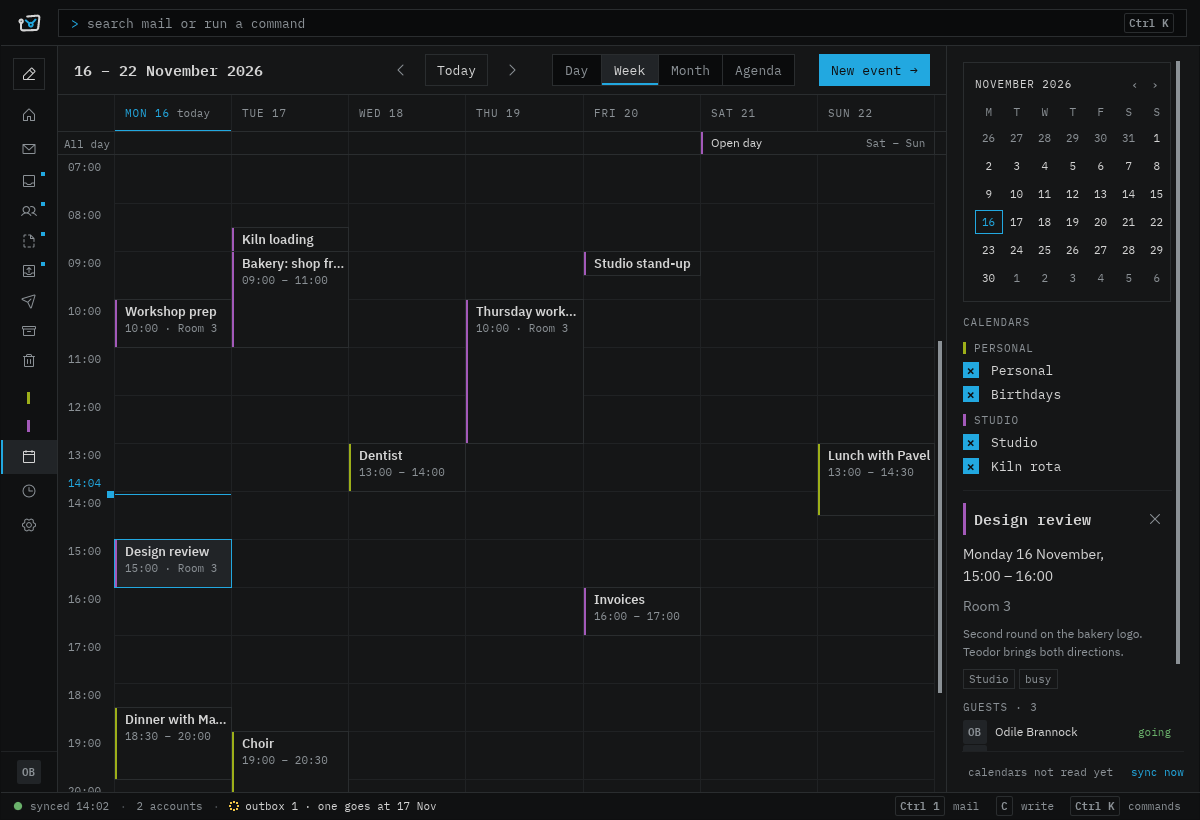 > search mail or run a command Ctrl K
16 – 22 November 2026
Today
Day Week Month Agenda
New event →
MON 16 today TUE 17 WED 18 THU 19 FRI 20 SAT 21 SUN 22
All day
Open day Sat – Sun
07:00
08:00
09:00
10:00
11:00
12:00
13:00
14:04
14:00
15:00
16:00
17:00
18:00
19:00
20:00
Workshop prep
10:00 · Room 3
Design review
15:00 · Room 3
Dinner with Ma…
18:30 – 20:00
Kiln loading
Bakery: shop fr…
09:00 – 11:00
Choir
19:00 – 20:30
Dentist
13:00 – 14:00
Thursday work…
10:00 · Room 3
Studio stand-up
Invoices
16:00 – 17:00
Lunch with Pavel
13:00 – 14:30
NOVEMBER 2026 ‹ ›
M T W T F S S
26 27 28 29 30 31 1
2 3 4 5 6 7 8
9 10 11 12 13 14 15
16 17 18 19 20 21 22
23 24 25 26 27 28 29
30 1 2 3 4 5 6
CALENDARS
PERSONAL
Personal
Birthdays
STUDIO
Studio
Kiln rota
Design review
Monday 16 November,
15:00 – 16:00
Room 3
Second round on the bakery logo.
Teodor brings both directions.
Studio busy
GUESTS · 3
OB Odile Brannock going
calendars not read yet sync now
OB
synced 14:02 · 2 accounts · outbox 1 · one goes at 17 Nov
Ctrl 1 mail C write Ctrl K commands